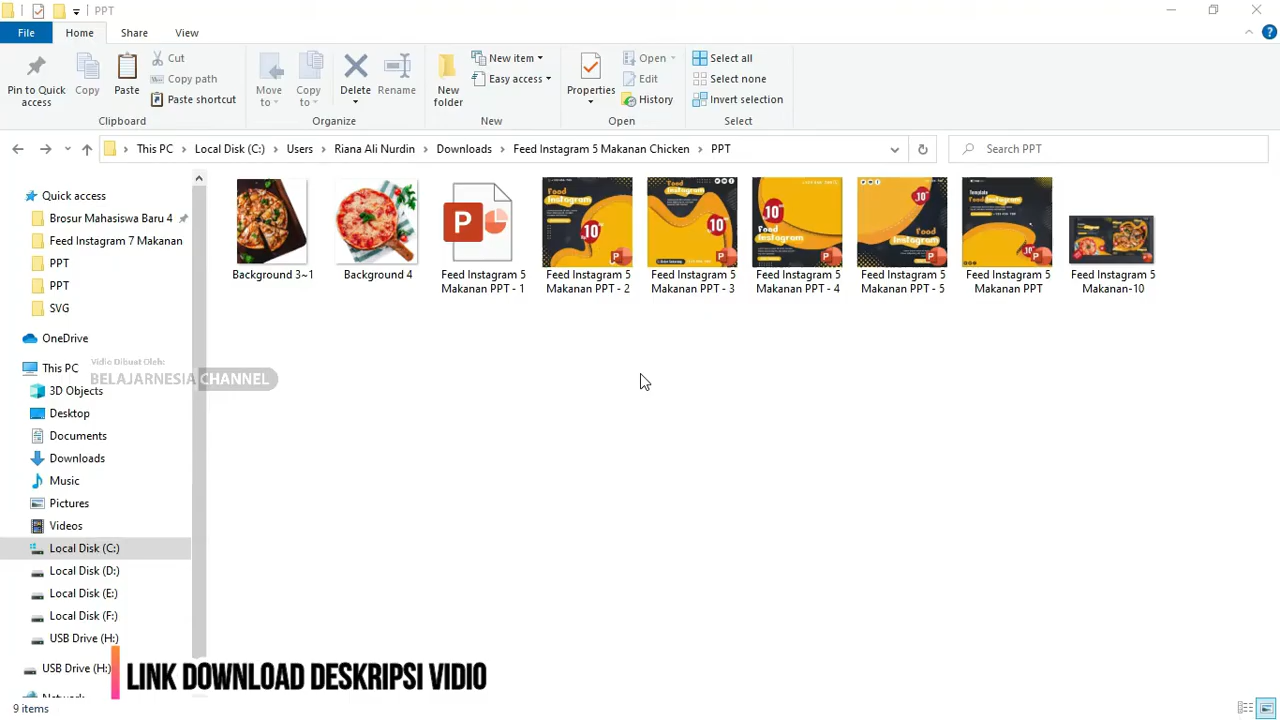 PPT
File
Home
Share
View
Pin to Quick
access
Copy
Paste
Cut
Copy path
Paste shortcut
Clipboard
Move
to
Copy
to
Delete
Rename
Organize
New
folder
New item
Easy access
New
Properties
Open
Edit
History
Open
Select all
Select none
Invert selection
Select
This PC > Local Disk (C:) > Users > Riana Ali Nurdin > Downloads > Feed Instagram 5 Makanan Chicken > PPT
Search PPT
Quick access
Brosur Mahasiswa Baru 4
Feed Instagram 7 Makanan
PPT
PPT
SVG
OneDrive
This PC
3D Objects
Desktop
Documents
Downloads
Music
Pictures
Videos
Local Disk (C:)
Local Disk (D:)
Local Disk (E:)
Local Disk (F:)
USB Drive (H:)
USB Drive (H:)
Background 3~1
Background 4
Feed Instagram 5
Makanan PPT - 1
Feed Instagram 5
Makanan PPT - 2
Feed Instagram 5
Makanan PPT - 3
Feed Instagram 5
Makanan PPT - 4
Feed Instagram 5
Makanan PPT - 5
Feed Instagram 5
Makanan PPT
Feed Instagram 5
Makanan-10
Vidio Dibuat Oleh:
BELAJARNESIA CHANNEL
LINK DOWNLOAD DESKRIPSI VIDIO
9 items